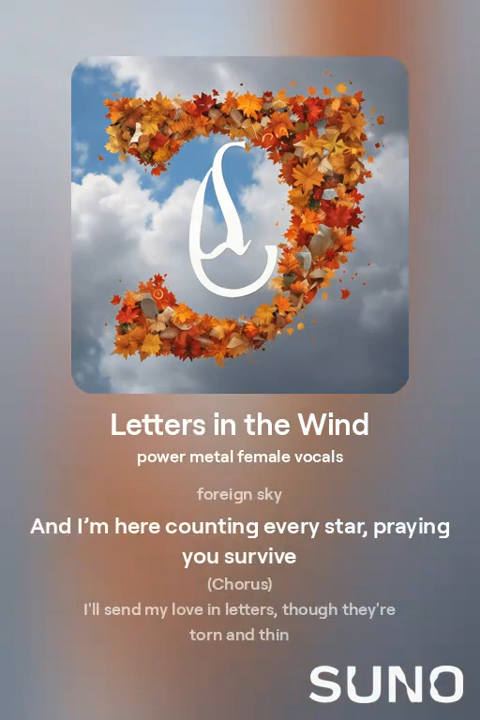 Letters in the Wind
power metal female vocals
foreign sky
And I’m here counting every star, praying
you survive
(Chorus)
I'll send my love in letters, though they're
torn and thin
SUNO